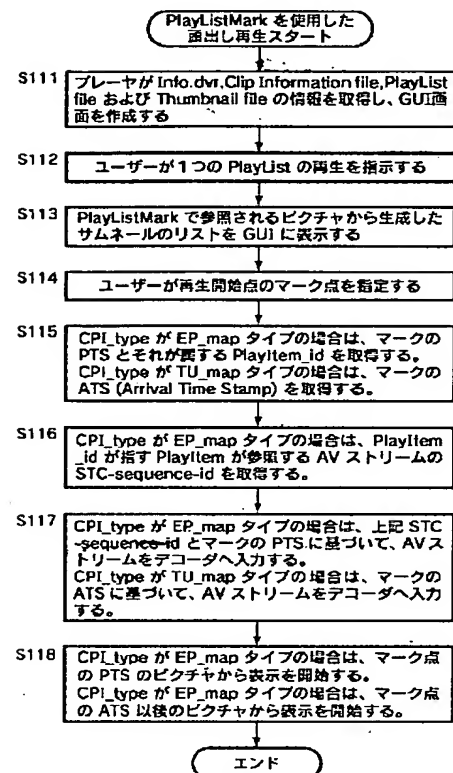 PlayListMark を使用した
頭出し再生スタート
S111
プレーヤが Info.dvr,Clip Information file,PlayList
file および Thumbnail file の情報を取得し、GUI画
面を作成する
S112
ユーザーが1つの PlayList の再生を指示する
S113
PlayListMark で参照されるピクチャから生成した
サムネールのリストを GUI に表示する
S114
ユーザーが再生開始点のマーク点を指定する
S115
CPI_type が EP_map タイプの場合は、マークの
PTS とそれが属する PlayItem_id を取得する。
CPI_type が TU_map タイプの場合は、マークの
ATS (Arrival Time Stamp) を取得する。
S116
CPI_type が EP_map タイプの場合は、PlayItem
_id が指す PlayItem が参照する AV ストリームの
STC-sequence-id を取得する。
S117
CPI_type が EP_map タイプの場合は、上記 STC
-sequence-id とマークの PTS に基づいて、AVス
トリームをデコーダへ入力する。
CPI_type が TU_map タイプの場合は、マークの
ATS に基づいて、AVストリームをデコーダへ入力
する。
S118
CPI_type が EP_map タイプの場合は、マーク点
の PTS のピクチャから表示を開始する。
CPI_type が EP_map タイプの場合は、マーク点
の ATS 以後のピクチャから表示を開始する。
エンド